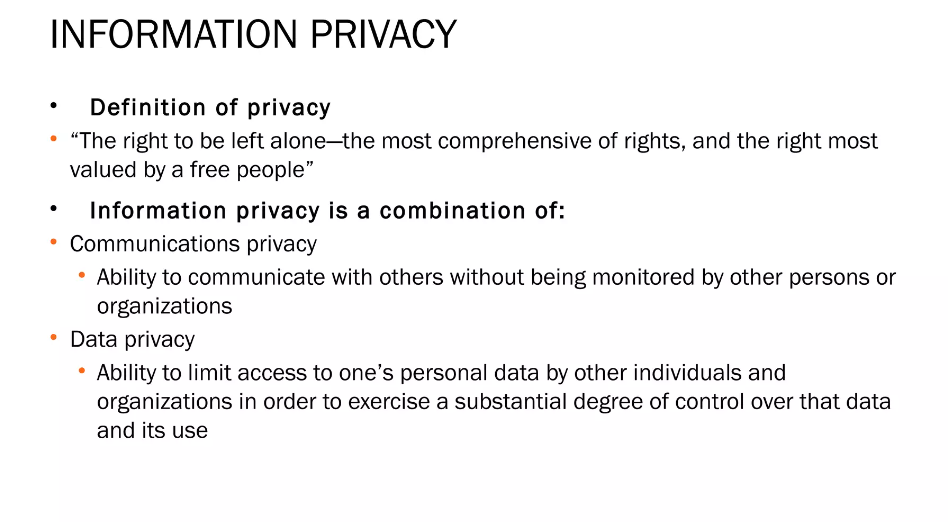 INFORMATION PRIVACY
• Definition of privacy
• “The right to be left alone—the most comprehensive of rights, and the right most
valued by a free people”
• Information privacy is a combination of:
• Communications privacy
• Ability to communicate with others without being monitored by other persons or
organizations
• Data privacy
• Ability to limit access to one’s personal data by other individuals and
organizations in order to exercise a substantial degree of control over that data
and its use